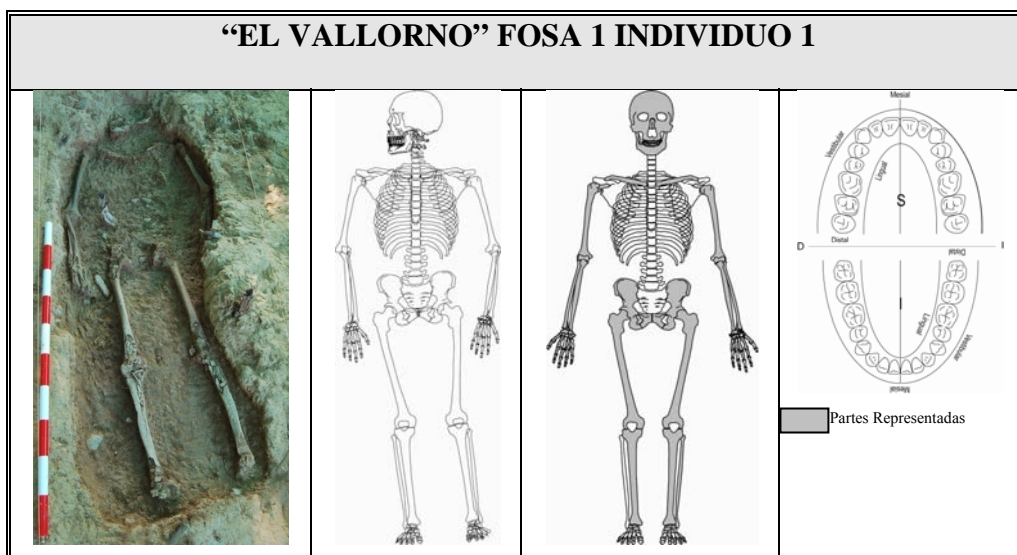 “EL VALLORNO” FOSA 1 INDIVIDUO 1
Mesial
Vestibular
Lingual
S
Distal
D
I
Distal
I
Lingual
Vestibular
Mesial
Partes Representadas